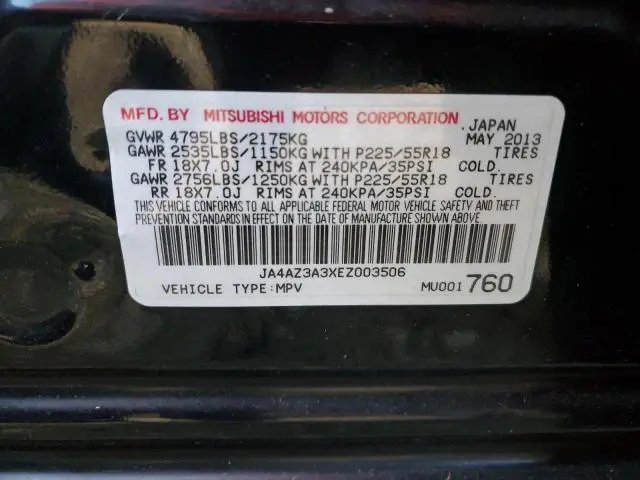 MFD. BY MITSUBISHI MOTORS CORPORATION, JAPAN
GVWR 4795LBS/2175KG MAY 2013
GAWR 2535LBS/1150KG WITH P225/55R18 TIRES
FR 18X7.0J RIMS AT 240KPA/35PSI COLD.
GAWR 2756LBS/1250KG WITH P225/55R18 TIRES
RR 18X7.0J RIMS AT 240KPA/35PSI COLD.
THIS VEHICLE CONFORMS TO ALL APPLICABLE FEDERAL MOTOR VEHICLE SAFETY AND THEFT
PREVENTION STANDARDS IN EFFECT ON THE DATE OF MANUFACTURE SHOWN ABOVE.
JA4AZ3A3XEZ003506
VEHICLE TYPE:MPV MU001 760